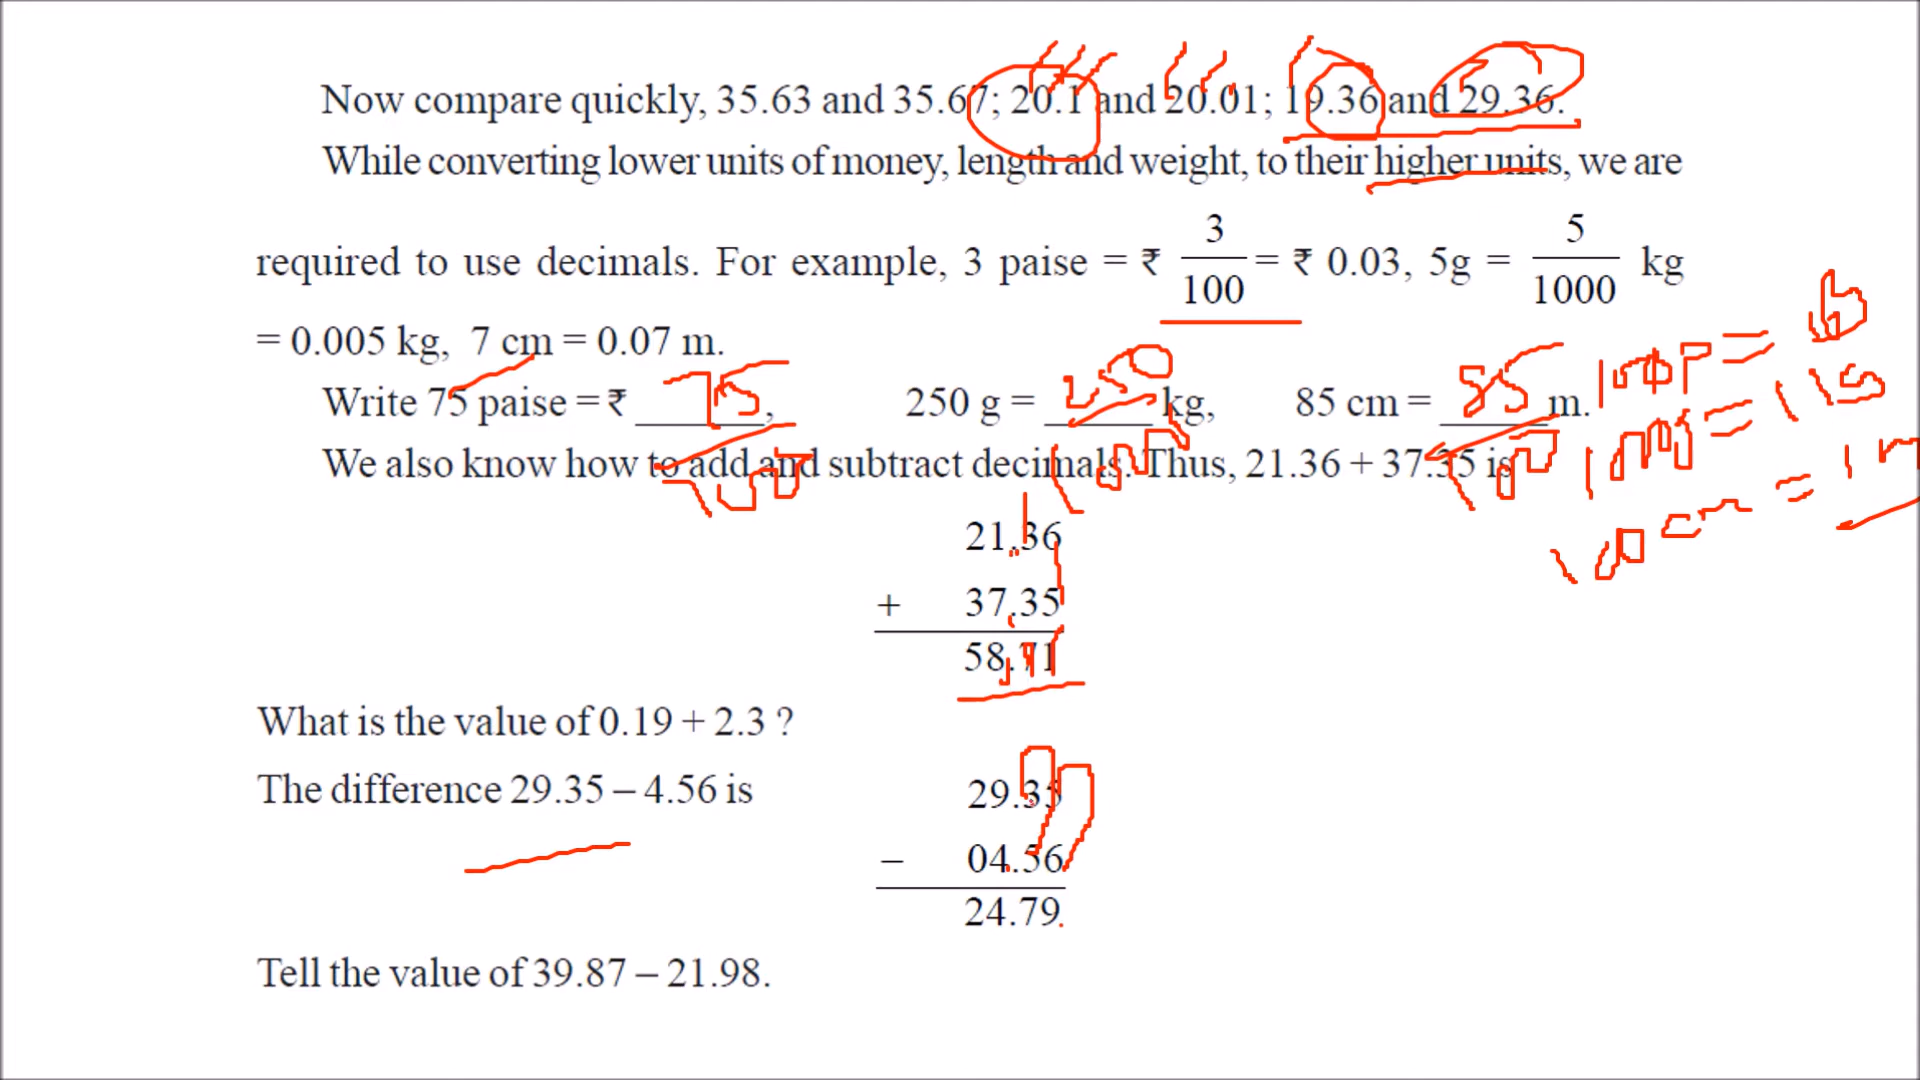 Now compare quickly, 35.63 and 35.67; 20.1 and 20.01; 19.36 and 29.36.
While converting lower units of money, length and weight, to their higher units, we are
required to use decimals. For example, 3 paise = ₹ 3/100 = ₹ 0.03, 5g = 5/1000 kg
= 0.005 kg, 7 cm = 0.07 m.
Write 75 paise = ₹ 75, 250 g = 250 kg, 85 cm = 85 m.
We also know how to add and subtract decimals. Thus, 21.36 + 37.35 is
100 cm = 1 m
21.36
+ 37.35
58.71
What is the value of 0.19 + 2.3 ?
The difference 29.35 – 4.56 is
29.35
– 04.56
24.79.
Tell the value of 39.87 – 21.98.